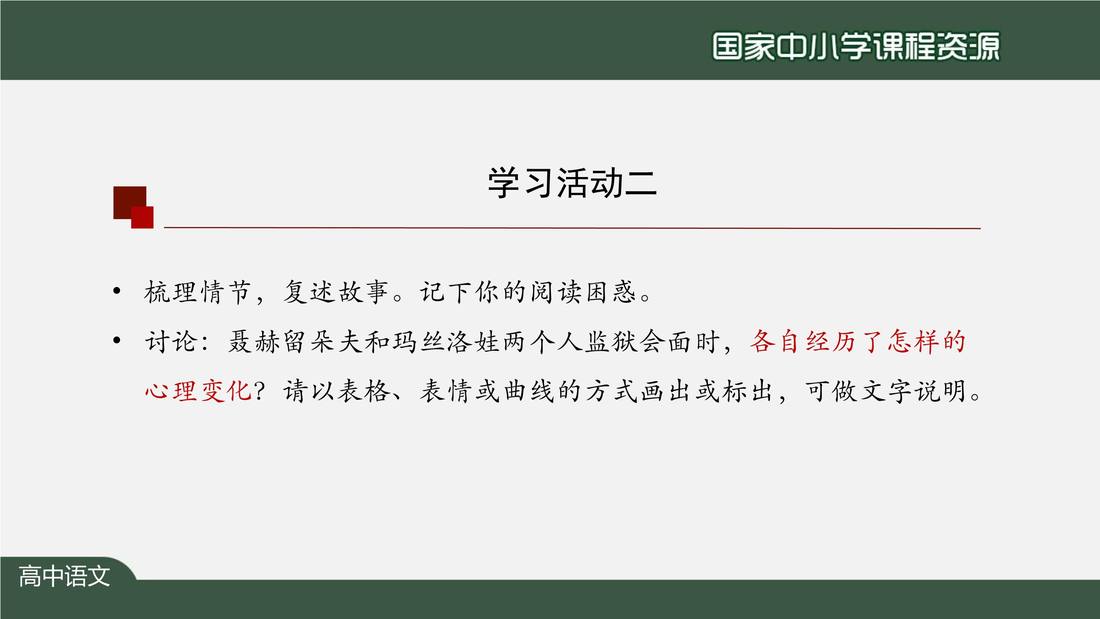 国家中小学课程资源
学习活动二
• 梳理情节，复述故事。记下你的阅读困惑。
• 讨论：聂赫留朵夫和玛丝洛娃两个人监狱会面时，各自经历了怎样的
心理变化？请以表格、表情或曲线的方式画出或标出，可做文字说明。
高中语文